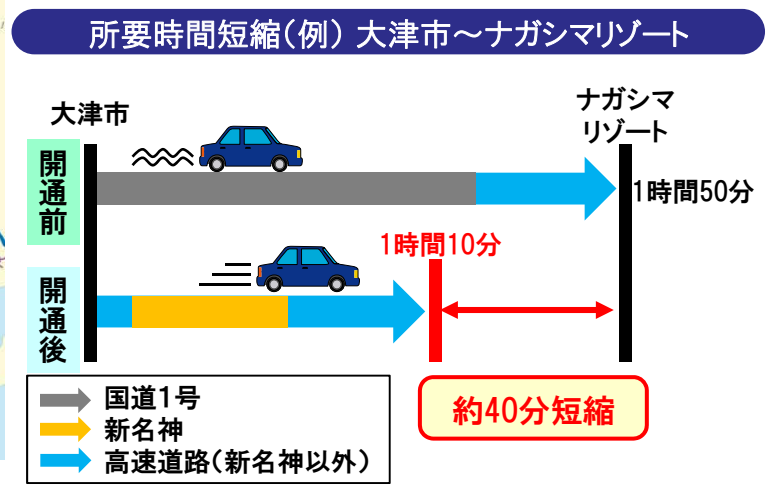 所要時間短縮（例） 大津市～ナガシマリゾート
大津市
ナガシマ
リゾート
開通前
1時間50分
1時間10分
開通後
約40分短縮
国道1号
新名神
高速道路（新名神以外）